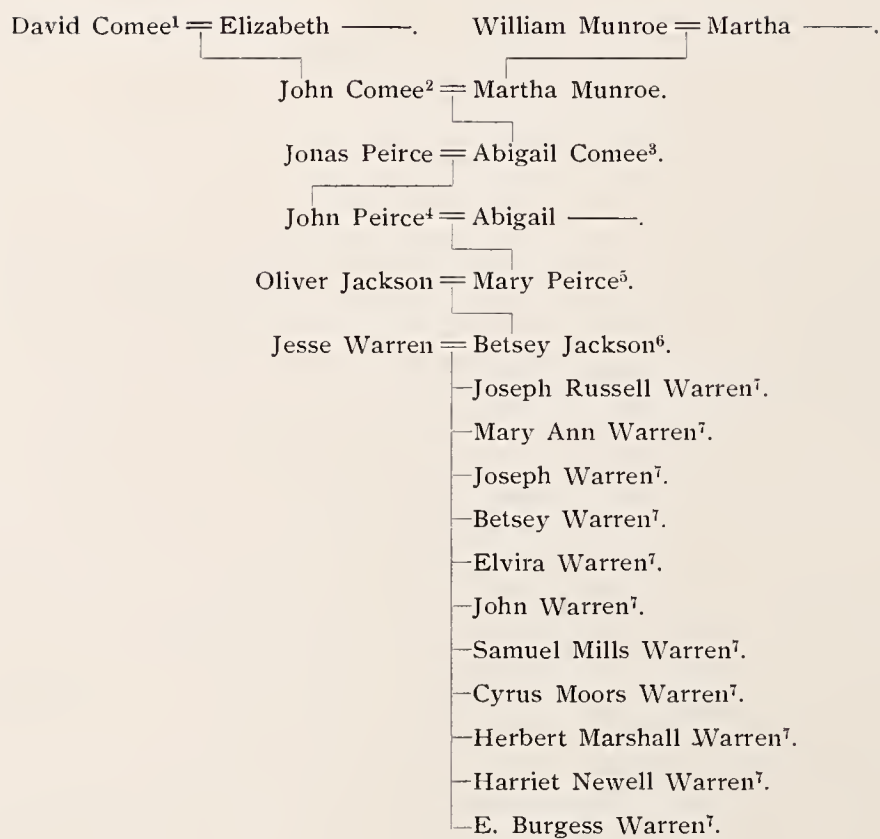 David Comee¹ = Elizabeth ———. William Munroe = Martha ———.
John Comee² = Martha Munroe.
Jonas Peirce = Abigail Comee³.
John Peirce⁴ = Abigail ———.
Oliver Jackson = Mary Peirce⁵.
Jesse Warren = Betsey Jackson⁶.
Joseph Russell Warren⁷.
Mary Ann Warren⁷.
Joseph Warren⁷.
Betsey Warren⁷.
Elvira Warren⁷.
John Warren⁷.
Samuel Mills Warren⁷.
Cyrus Moors Warren⁷.
Herbert Marshall Warren⁷.
Harriet Newell Warren⁷.
E. Burgess Warren⁷.